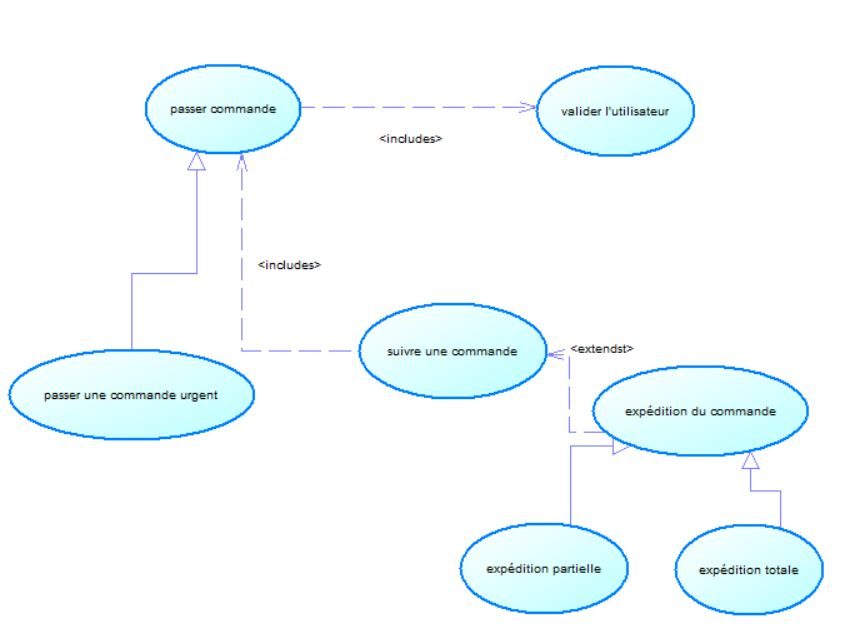 passer commande
valider l'utilisateur
<includes>
<includes>
suivre une commande
<extendst>
passer une commande urgent
expédition du commande
expédition partielle
expédition totale